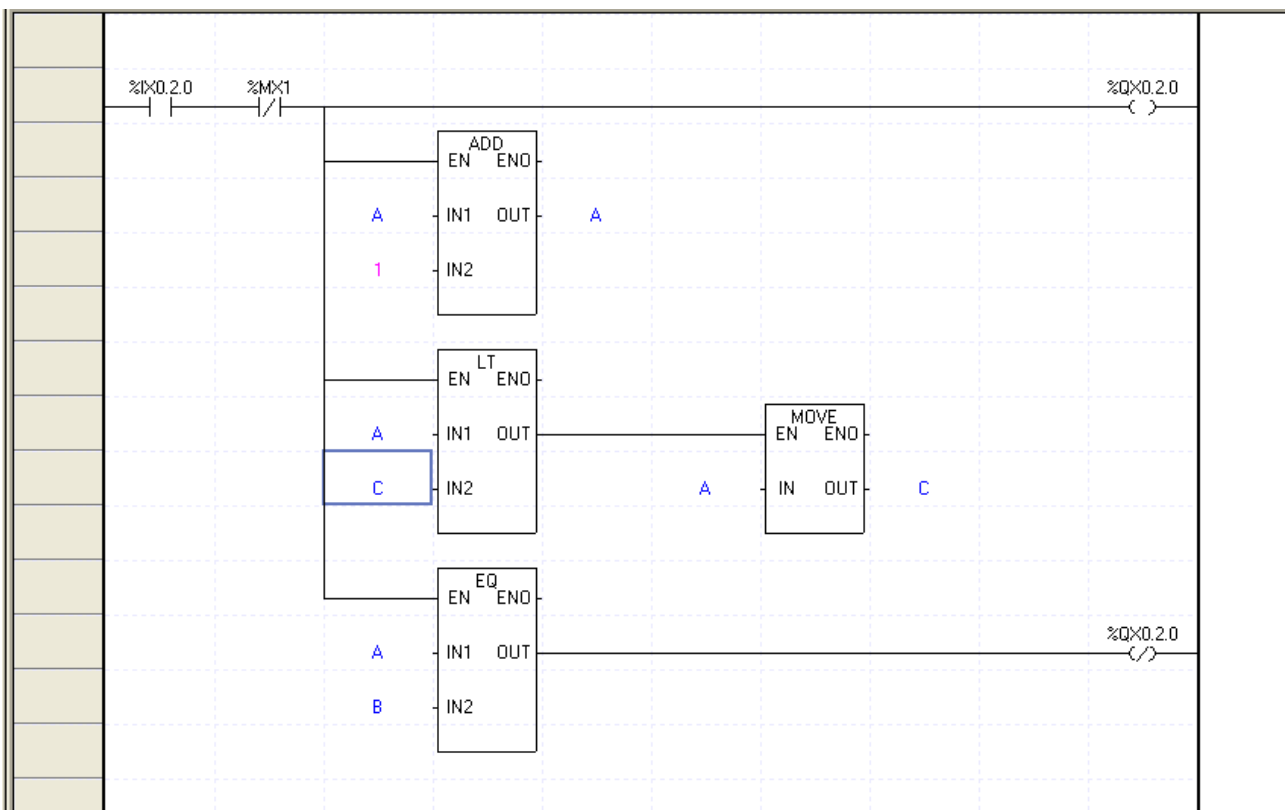 %IX0.2.0 %MX1 %QX0.2.0
ADD
EN ENO
A IN1 OUT A
1 IN2
LT
EN ENO
MOVE
A IN1 OUT EN ENO
C IN2 A IN OUT C
EQ
EN ENO
%QX0.2.0
A IN1 OUT
B IN2